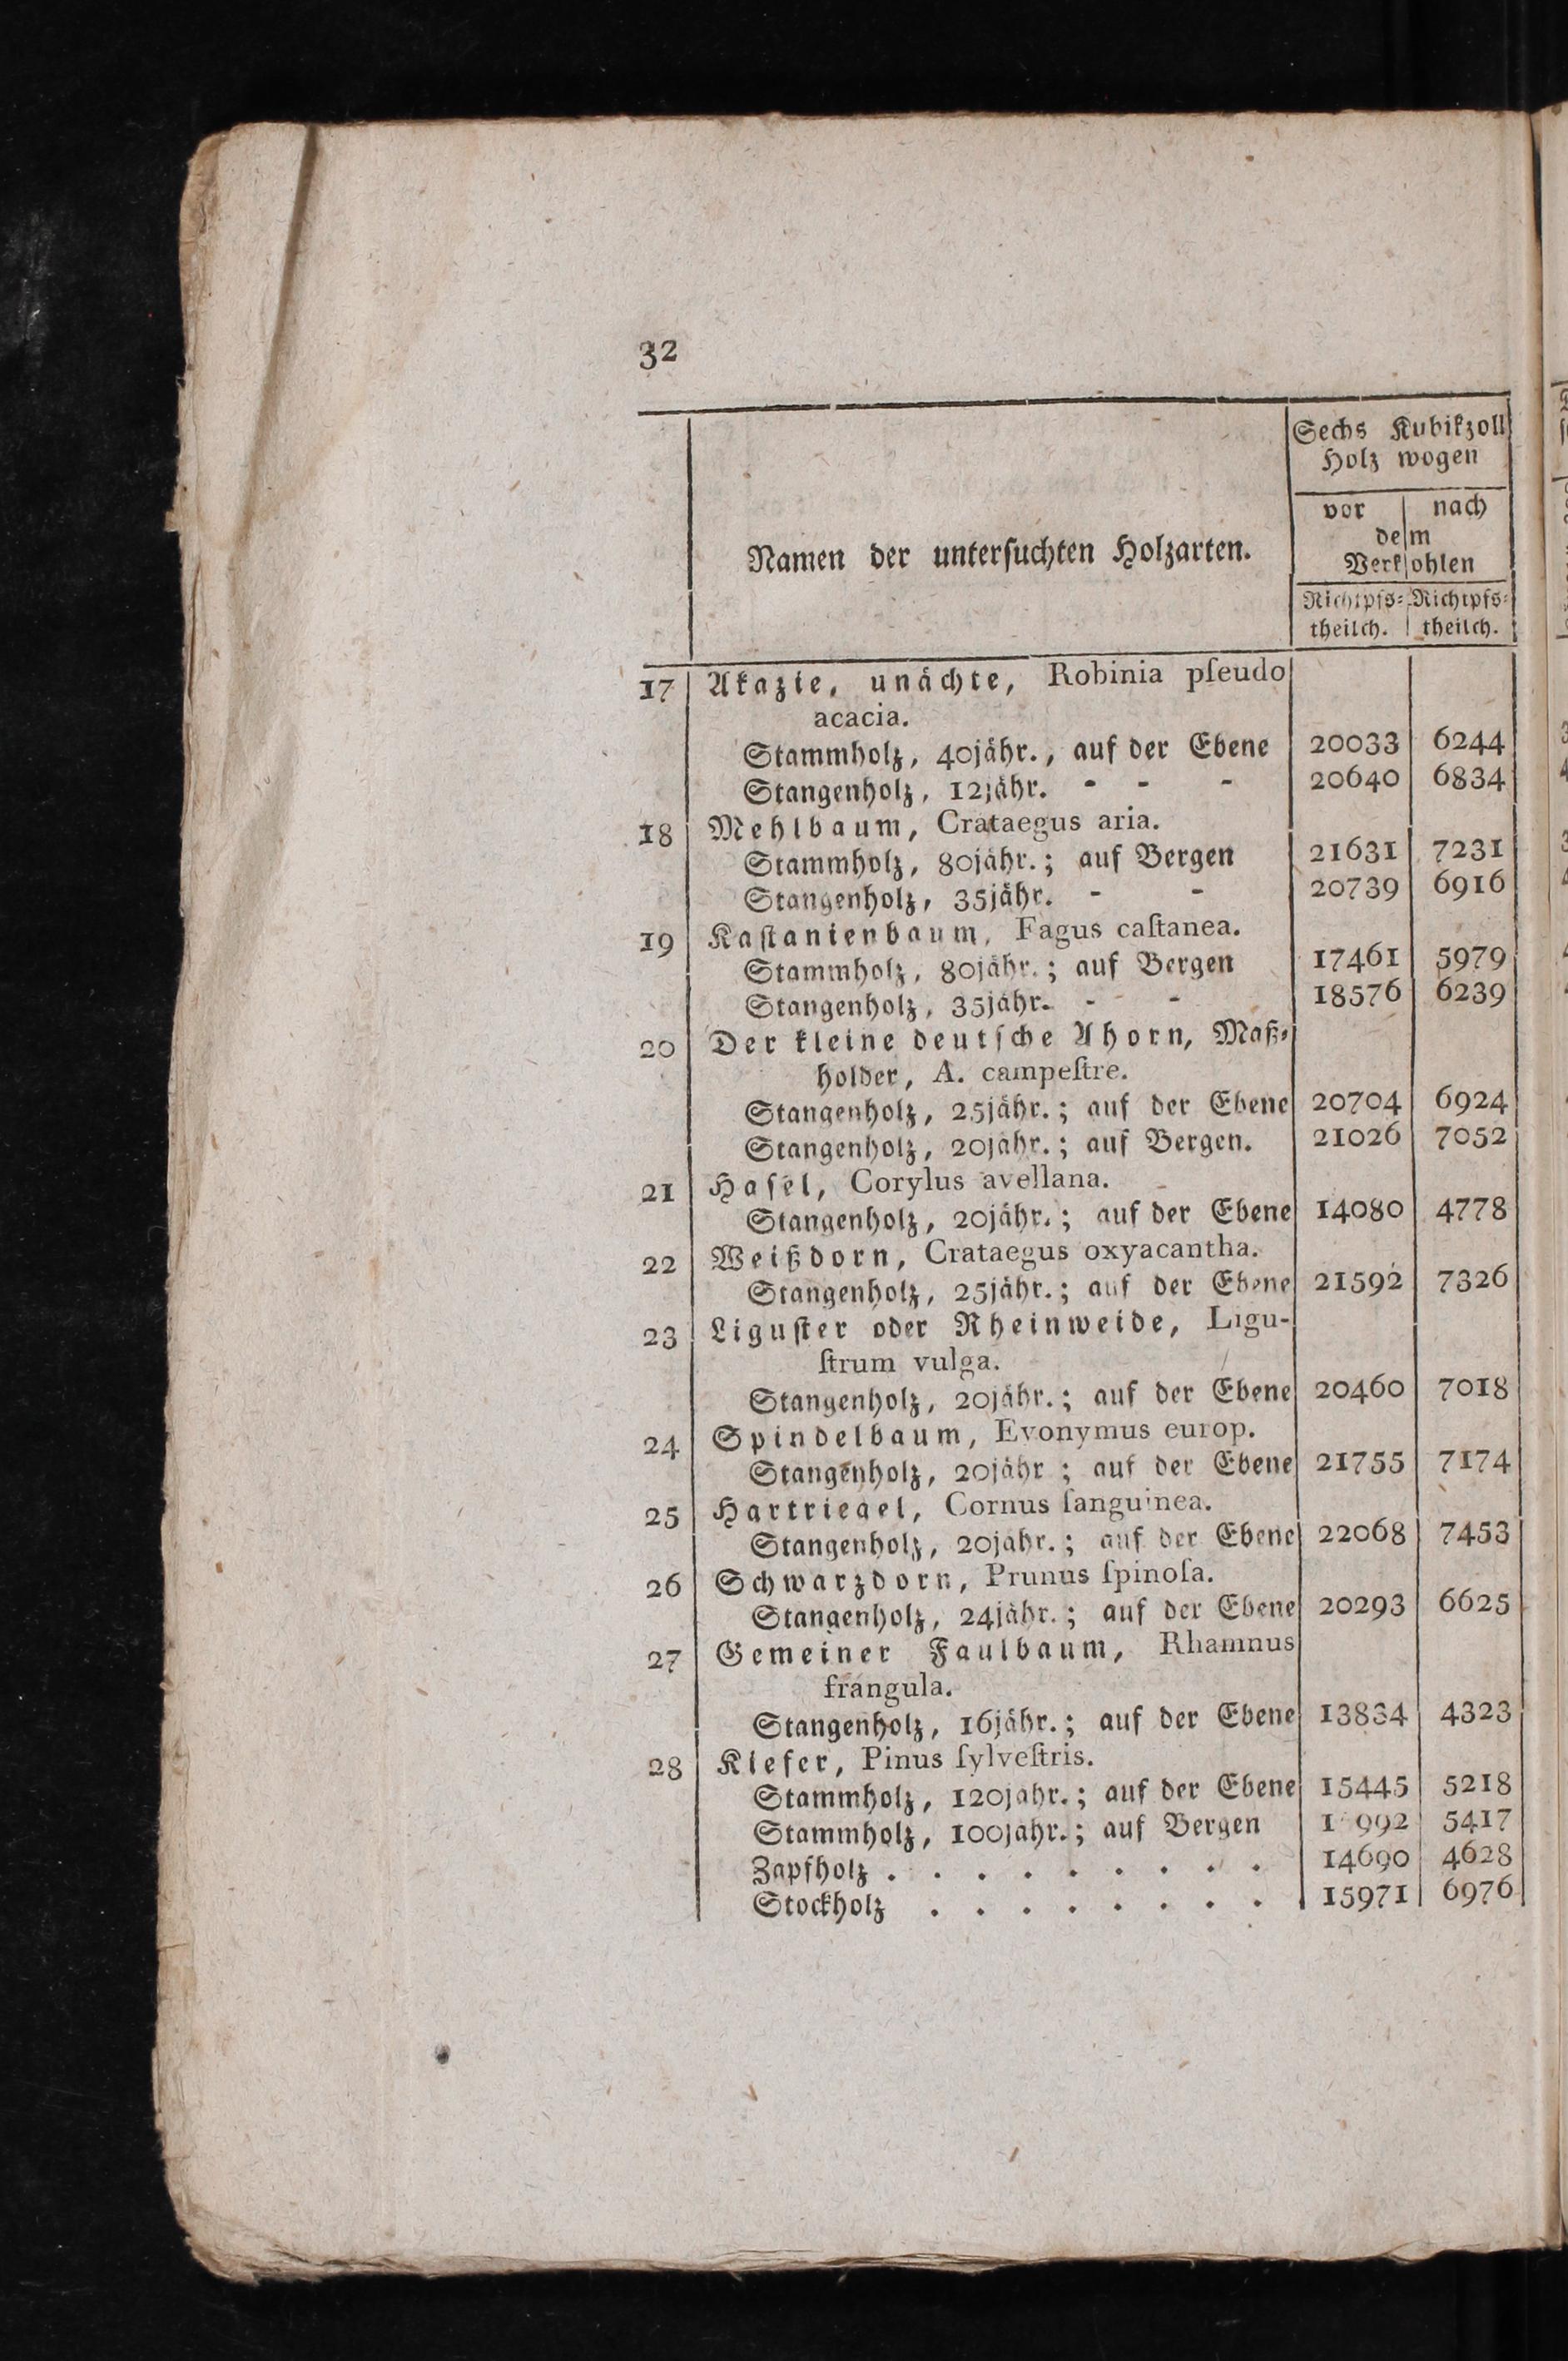 32
Sechs Kubikzoll
Holz wogen
vor nach
dem
Verkohlen
Namen der unterſuchten Holzarten.
Richtpfs- Richtpfs-
theilch. theilch.
17 Akazie, unächte, Robinia pſeudo
acacia.
Stammholz, 40jähr., auf der Ebene 20033 6244
Stangenholz, 12jähr. - - - 20640 6834
18 Mehlbaum, Crataegus aria.
Stammholz, 80jähr.; auf Bergen 21631 7231
Stangenholz, 35jähr. - - 20739 6916
19 Kaſtanienbaum, Fagus caſtanea.
Stammholz, 80jähr.; auf Bergen 17461 5979
Stangenholz, 35jähr. - - 18576 6239
20 Der kleine deutſche Ahorn, Maß-
holder, A. campeſtre.
Stangenholz, 25jähr.; auf der Ebene 20704 6924
Stangenholz, 20jähr.; auf Bergen. 21026 7052
21 Haſel, Corylus avellana.
Stangenholz, 20jähr.; auf der Ebene 14080 4778
22 Weißdorn, Crataegus oxyacantha.
Stangenholz, 25jähr.; auf der Ebene 21592 7326
23 Liguſter oder Rheinweide, Ligu-
ſtrum vulga.
Stangenholz, 20jähr.; auf der Ebene 20460 7018
24 Spindelbaum, Evonymus europ.
Stangenholz, 20jähr; auf der Ebene 21755 7174
25 Hartriegel, Cornus ſanguinea.
Stangenholz, 20jähr.; auf der Ebene 22068 7453
26 Schwarzdorn, Prunus ſpinoſa.
Stangenholz, 24jähr.; auf der Ebene 20293 6625
27 Gemeiner Faulbaum, Rhamnus
frangula.
Stangenholz, 16jähr.; auf der Ebene 13834 4323
28 Kiefer, Pinus ſylveſtris.
Stammholz, 120jähr.; auf der Ebene 15445 5218
Stammholz, 100jähr.; auf Bergen 5417
Zapfholz . . . . . . . . . 14690 4628
Stockholz . . . . . . . . 15971 6976